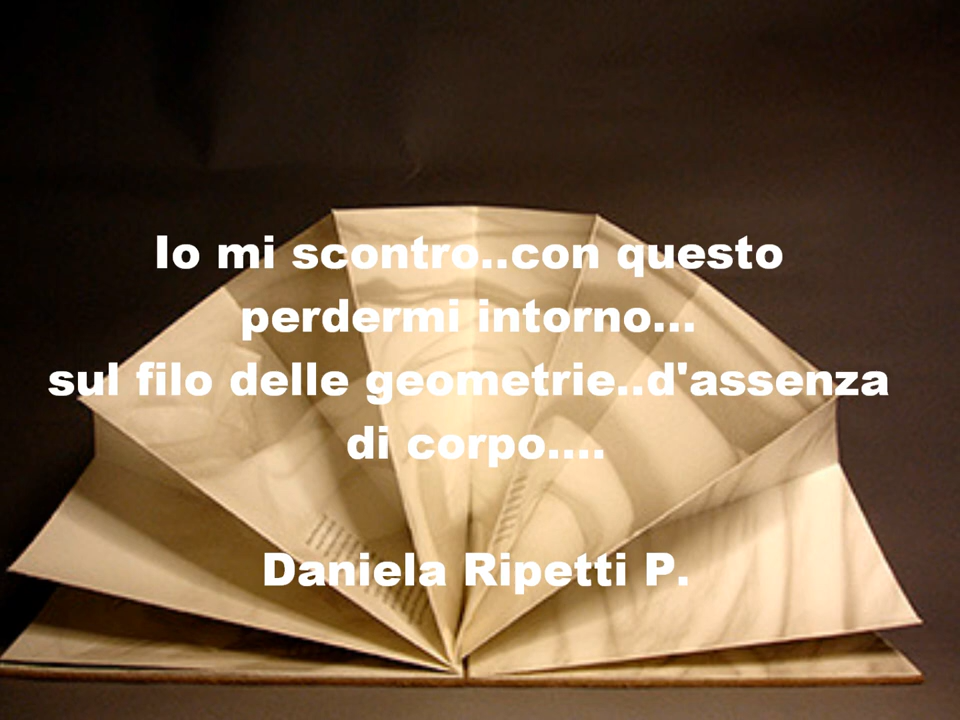 Io mi scontro..con questo
perdermi intorno...
sul filo delle geometrie..d'assenza
di corpo....
Daniela Ripetti P.